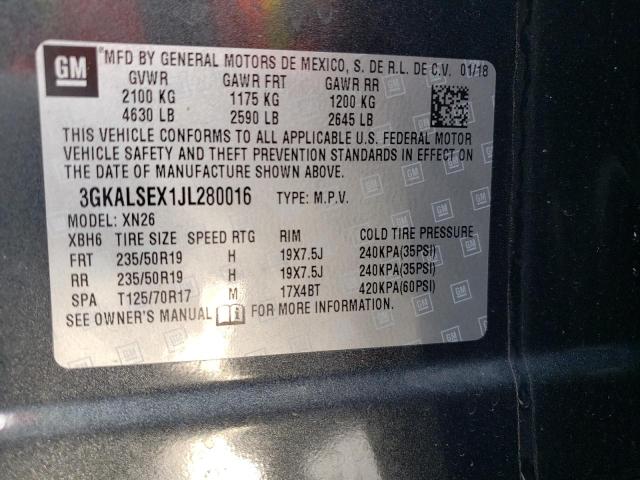 GM
®MFD BY GENERAL MOTORS DE MEXICO, S. DE R.L. DE C.V. 01/18
GVWR GAWR FRT GAWR RR
2100 KG 1175 KG 1200 KG
4630 LB 2590 LB 2645 LB
THIS VEHICLE CONFORMS TO ALL APPLICABLE U.S. FEDERAL MOTOR
VEHICLE SAFETY AND THEFT PREVENTION STANDARDS IN EFFECT ON
THE DATE OF MANUFACTURE SHOWN ABOVE.
3GKALSEX1JL280016 TYPE: M.P.V.
MODEL: XN26
XBH6 TIRE SIZE SPEED RTG RIM COLD TIRE PRESSURE
FRT 235/50R19 H 19X7.5J 240KPA(35PSI)
RR 235/50R19 H 19X7.5J 240KPA(35PSI)
SPA T125/70R17 M 17X4BT 420KPA(60PSI)
SEE OWNER'S MANUAL FOR MORE INFORMATION.